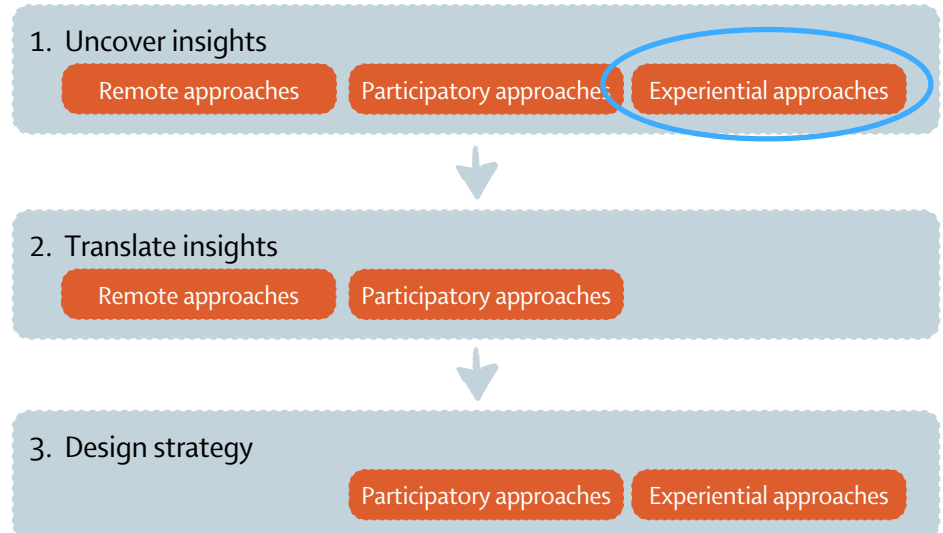 1. Uncover insights
Remote approaches Participatory approaches Experiential approaches
2. Translate insights
Remote approaches Participatory approaches
3. Design strategy
Participatory approaches Experiential approaches